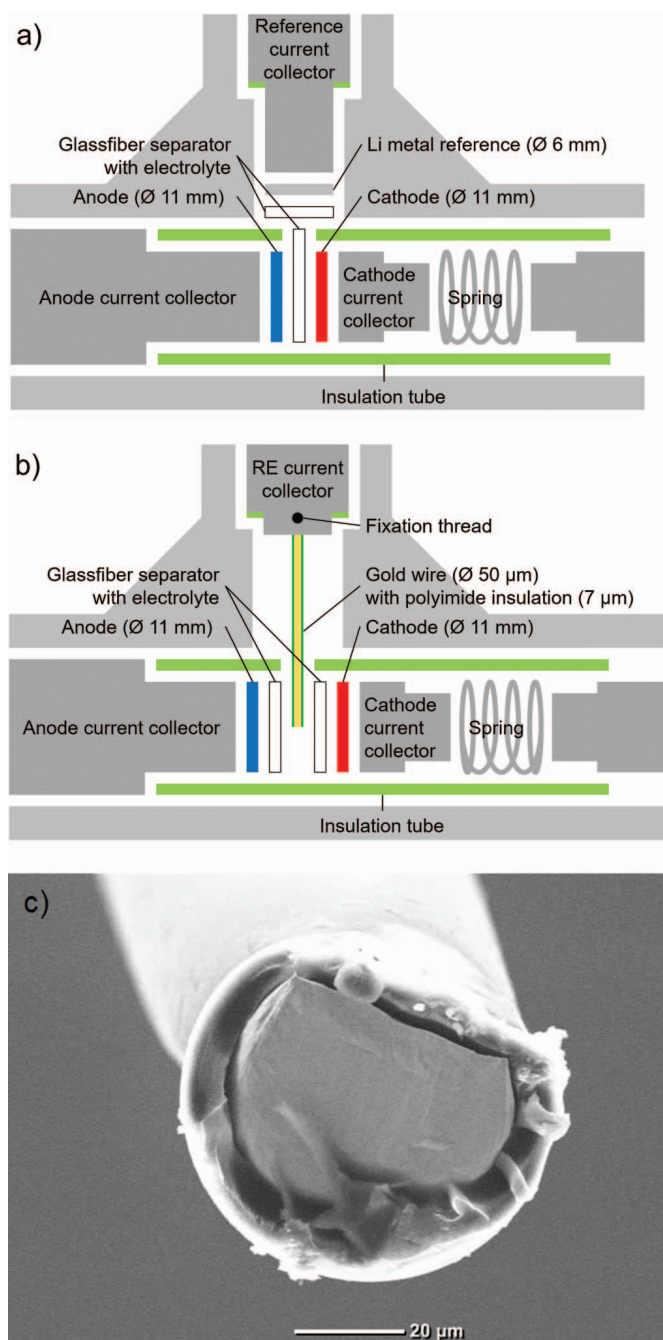 a)
Reference
current
collector
Glassfiber separator
with electrolyte
Li metal reference (Ø 6 mm)
Anode (Ø 11 mm)
Cathode (Ø 11 mm)
Anode current collector
Cathode
current
collector
Spring
Insulation tube
b)
RE current
collector
Fixation thread
Glassfiber separator
with electrolyte
Gold wire (Ø 50 µm)
with polyimide insulation (7 µm)
Anode (Ø 11 mm)
Cathode (Ø 11 mm)
Anode current collector
Cathode
current
collector
Spring
Insulation tube
c)
20 µm